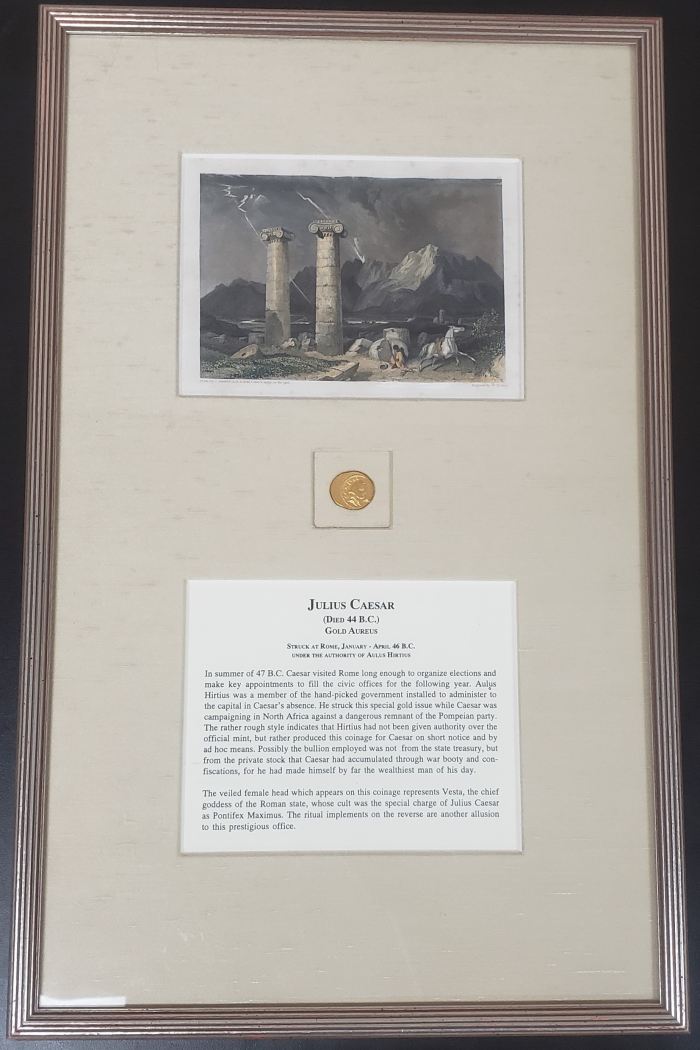 JULIUS CAESAR
(DIED 44 B.C.)
GOLD AUREUS
STRUCK AT ROME, JANUARY - APRIL 46 B.C.
UNDER THE AUTHORITY OF AULUS HIRTIUS
In summer of 47 B.C. Caesar visited Rome long enough to organize elections and
make key appointments to fill the civic offices for the following year. Aulus
Hirtius was a member of the hand-picked government installed to administer to
the capital in Caesar's absence. He struck this special gold issue while Caesar was
campaigning in North Africa against a dangerous remnant of the Pompeian party.
The rather rough style indicates that Hirtius had not been given authority over the
official mint, but rather produced this coinage for Caesar on short notice and by
ad hoc means. Possibly the bullion employed was not from the state treasury, but
from the private stock that Caesar had accumulated through war booty and con-
fiscations, for he had made himself by far the wealthiest man of his day.
The veiled female head which appears on this coinage represents Vesta, the chief
goddess of the Roman state, whose cult was the special charge of Julius Caesar
as Pontifex Maximus. The ritual implements on the reverse are another allusion
to this prestigious office.